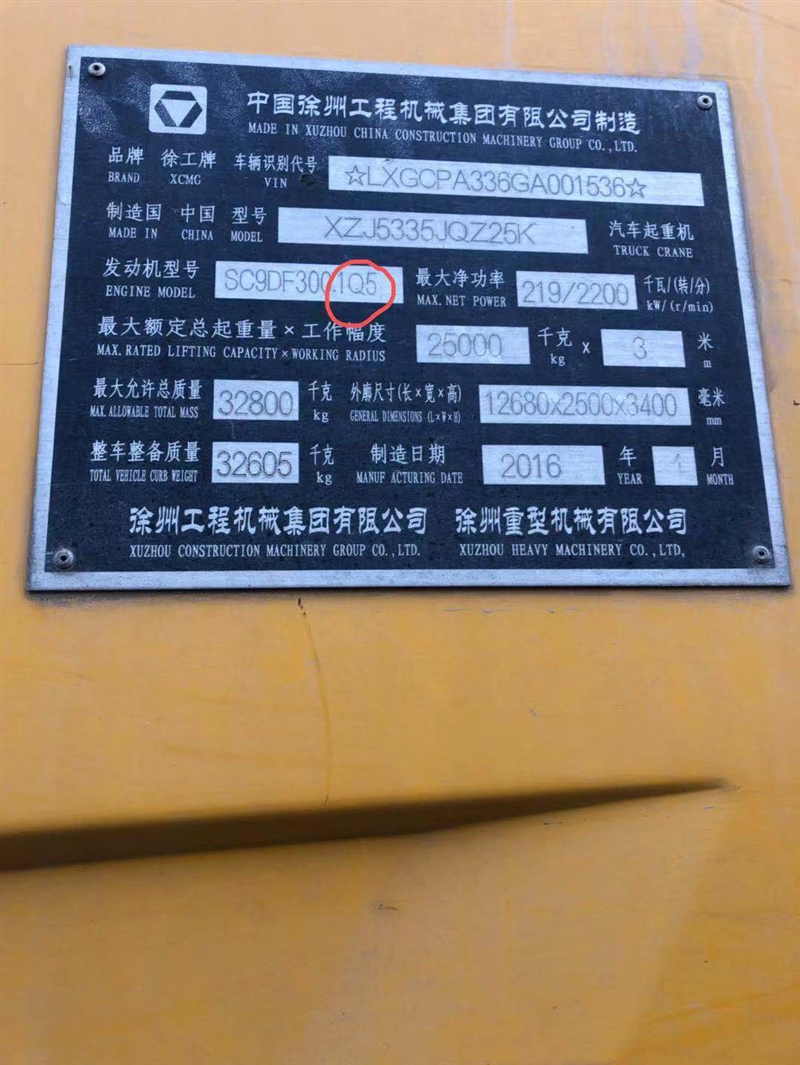 中国徐州工程机械集团有限公司制造
MADE IN XUZHOU CHINA CONSTRUCTION MACHINERY GROUP CO.,LTD.
品牌 徐工牌 车辆识别代号 ☆LXGCPA336GA001536☆
BRAND XCMG VIN
制造国 中国 型号 XZJ5335JQZ25K 汽车起重机
MADE IN CHINA MODEL TRUCK CRANE
发动机型号 SC9DF300.1Q5 最大净功率 219/2200 千瓦/(转/分)
ENGINE MODEL MAX. NET POWER kW/(r/min)
最大额定总起重量×工作幅度 25000 千克 x 3 米
MAX. RATED LIFTING CAPACITY×WORKING RADIUS kg m
最大允许总质量 32800 千克 外廓尺寸(长×宽×高) 12680x2500x3400 毫米
MAX. ALLOWABLE TOTAL MASS kg GENERAL DIMENSIONS (L×W×H) mm
整车整备质量 32605 千克 制造日期 2016 年 1 月
TOTAL VEHICLE CURB WEIGHT kg MANUF ACTURING DATE YEAR MONTH
徐州工程机械集团有限公司 徐州重型机械有限公司
XUZHOU CONSTRUCTION MACHINERY GROUP CO.,LTD. XUZHOU HEAVY MACHINERY CO.,LTD,